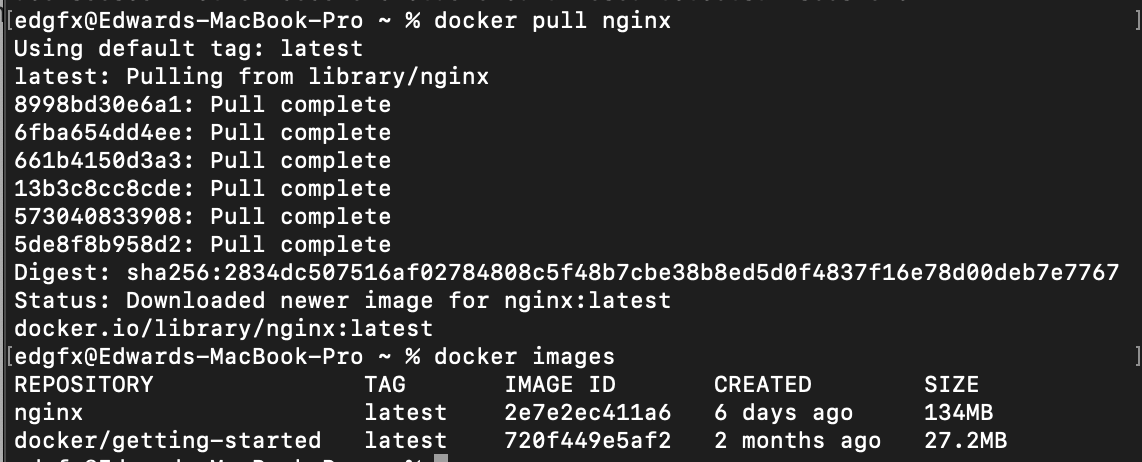 [edgfx@Edwards-MacBook-Pro ~ % docker pull nginx ]
Using default tag: latest
latest: Pulling from library/nginx
8998bd30e6a1: Pull complete
6fba654dd4ee: Pull complete
661b4150d3a3: Pull complete
13b3c8cc8cde: Pull complete
573040833908: Pull complete
5de8f8b958d2: Pull complete
Digest: sha256:2834dc507516af02784808c5f48b7cbe38b8ed5d0f4837f16e78d00deb7e7767
Status: Downloaded newer image for nginx:latest
docker.io/library/nginx:latest
[edgfx@Edwards-MacBook-Pro ~ % docker images ]
REPOSITORY TAG IMAGE ID CREATED SIZE
nginx latest 2e7e2ec411a6 6 days ago 134MB
docker/getting-started latest 720f449e5af2 2 months ago 27.2MB
edgfx@Edwards-MacBook-Pro ~ %